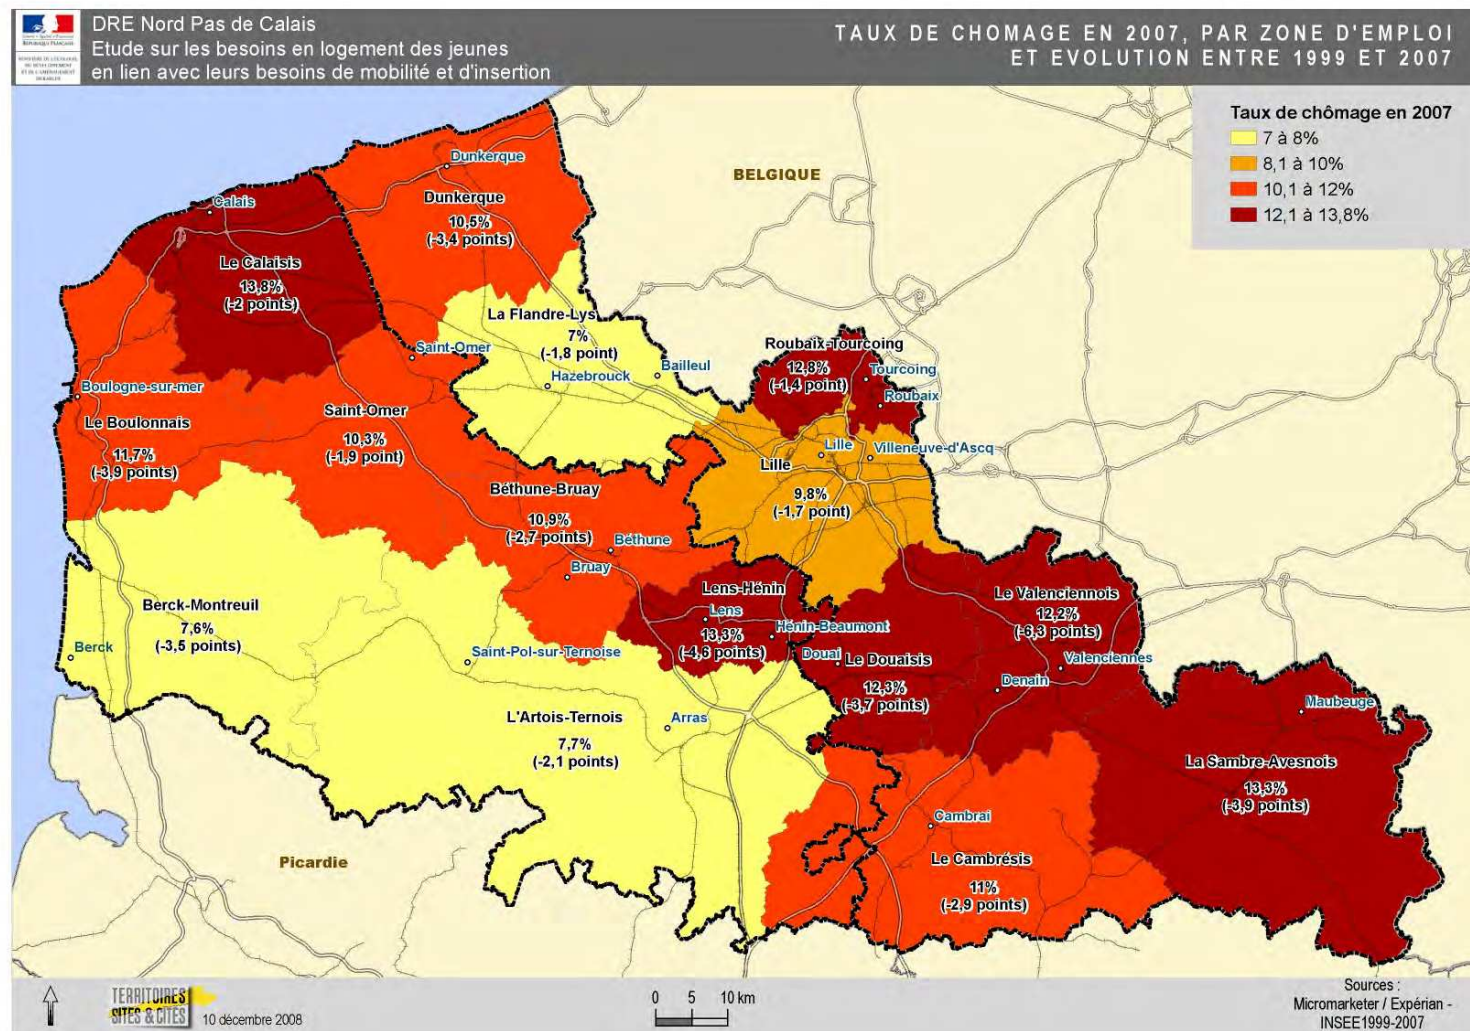 DRE Nord Pas de Calais
Etude sur les besoins en logement des jeunes
en lien avec leurs besoins de mobilité et d'insertion
TAUX DE CHOMAGE EN 2007, PAR ZONE D'EMPLOI
ET EVOLUTION ENTRE 1999 ET 2007
Taux de chômage en 2007
7 à 8%
8,1 à 10%
10,1 à 12%
12,1 à 13,8%
BELGIQUE
Dunkerque
Dunkerque
10,5%
(-3,4 points)
Calais
Le Calaisis
13,8%
(-2 points)
La Flandre-Lys
7%
(-1,8 point)
Saint-Omer
Hazebrouck
Bailleul
Roubaix-Tourcoing
12,8%
(-1,4 point)
Tourcoing
Roubaix
Boulogne-sur-mer
Le Boulonnais
11,7%
(-3,9 points)
Saint-Omer
10,3%
(-1,9 point)
Lille
Villeneuve-d'Ascq
Lille
9,8%
(-1,7 point)
Béthune-Bruay
10,9%
(-2,7 points)
Béthune
Bruay
Lens-Hénin
Lens
13,3%
(-4,6 points)
Hénin-Beaumont
Le Valenciennois
12,2%
(-6,3 points)
Valenciennes
Berck-Montreuil
7,6%
(-3,5 points)
Berck
Saint-Pol-sur-Ternoise
Douai
Le Douaisis
12,3%
(-3,7 points)
Denain
Maubeuge
L'Artois-Ternois
7,7%
(-2,1 points)
Arras
La Sambre-Avesnois
13,3%
(-3,9 points)
Cambrai
Le Cambrésis
11%
(-2,9 points)
Picardie
TERRITOIRES
SITES & CITÉS
10 décembre 2008
0 5 10 km
Sources :
Micromarketer / Expérian -
INSEE1999-2007